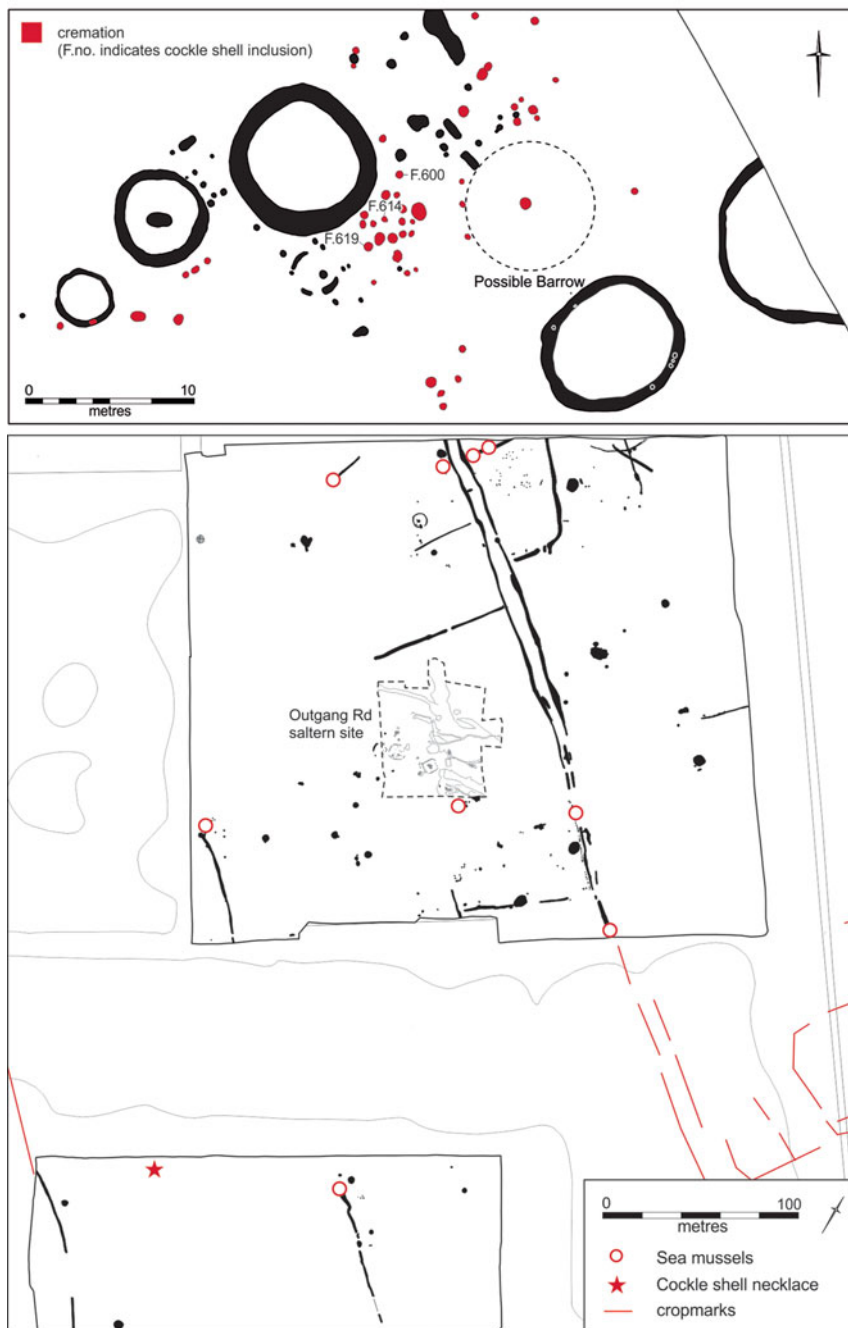 cremation
(F.no. indicates cockle shell inclusion)
F.600
F.614
F.619
Possible Barrow
0 10
metres
Outgang Rd
saltern site
0 100
metres
Sea mussels
Cockle shell necklace
cropmarks